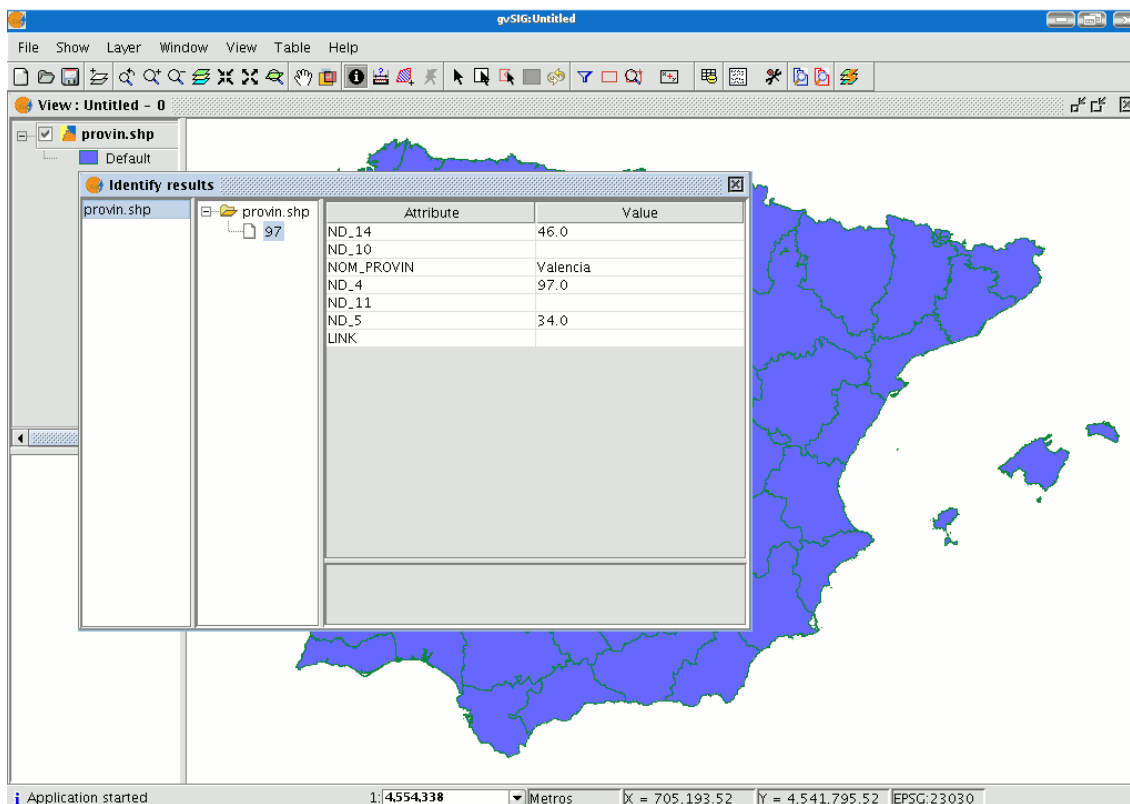 gvSIG:Untitled
File Show Layer Window View Table Help
View : Untitled - 0
provin.shp
Default
Identify results
provin.shp
provin.shp
97
Attribute Value
ND_14 46.0
ND_10
NOM_PROVIN Valencia
ND_4 97.0
ND_11
ND_5 34.0
LINK
Application started 1: 4,554,338 Metros X = 705.193,52 Y = 4.541.795,52 EPSG:23030